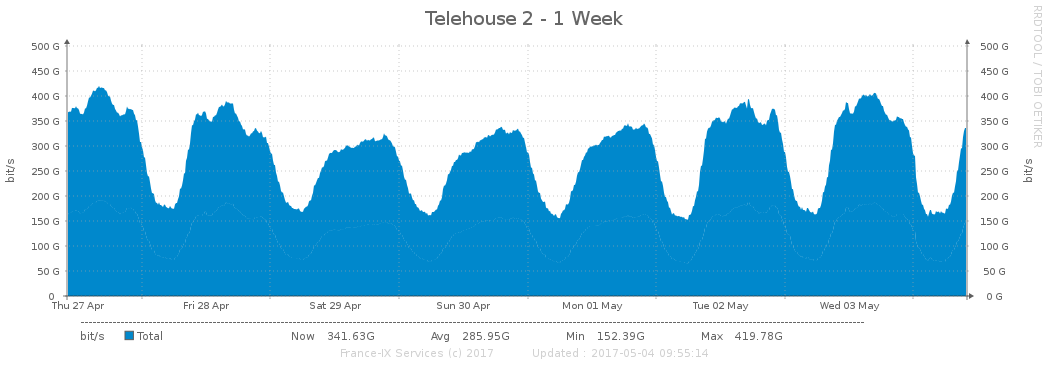 Telehouse 2 - 1 Week
RRDTOOL / TOBI OETIKER
bit/s
500 G
450 G
400 G
350 G
300 G
250 G
200 G
150 G
100 G
50 G
0
500 G
450 G
400 G
350 G
300 G
250 G
200 G
150 G
100 G
50 G
0 G
bit/s
Thu 27 Apr Fri 28 Apr Sat 29 Apr Sun 30 Apr Mon 01 May Tue 02 May Wed 03 May
bit/s Total Now 341.63G Avg 285.95G Min 152.39G Max 419.78G
France-IX Services (c) 2017 Updated : 2017-05-04 09:55:14